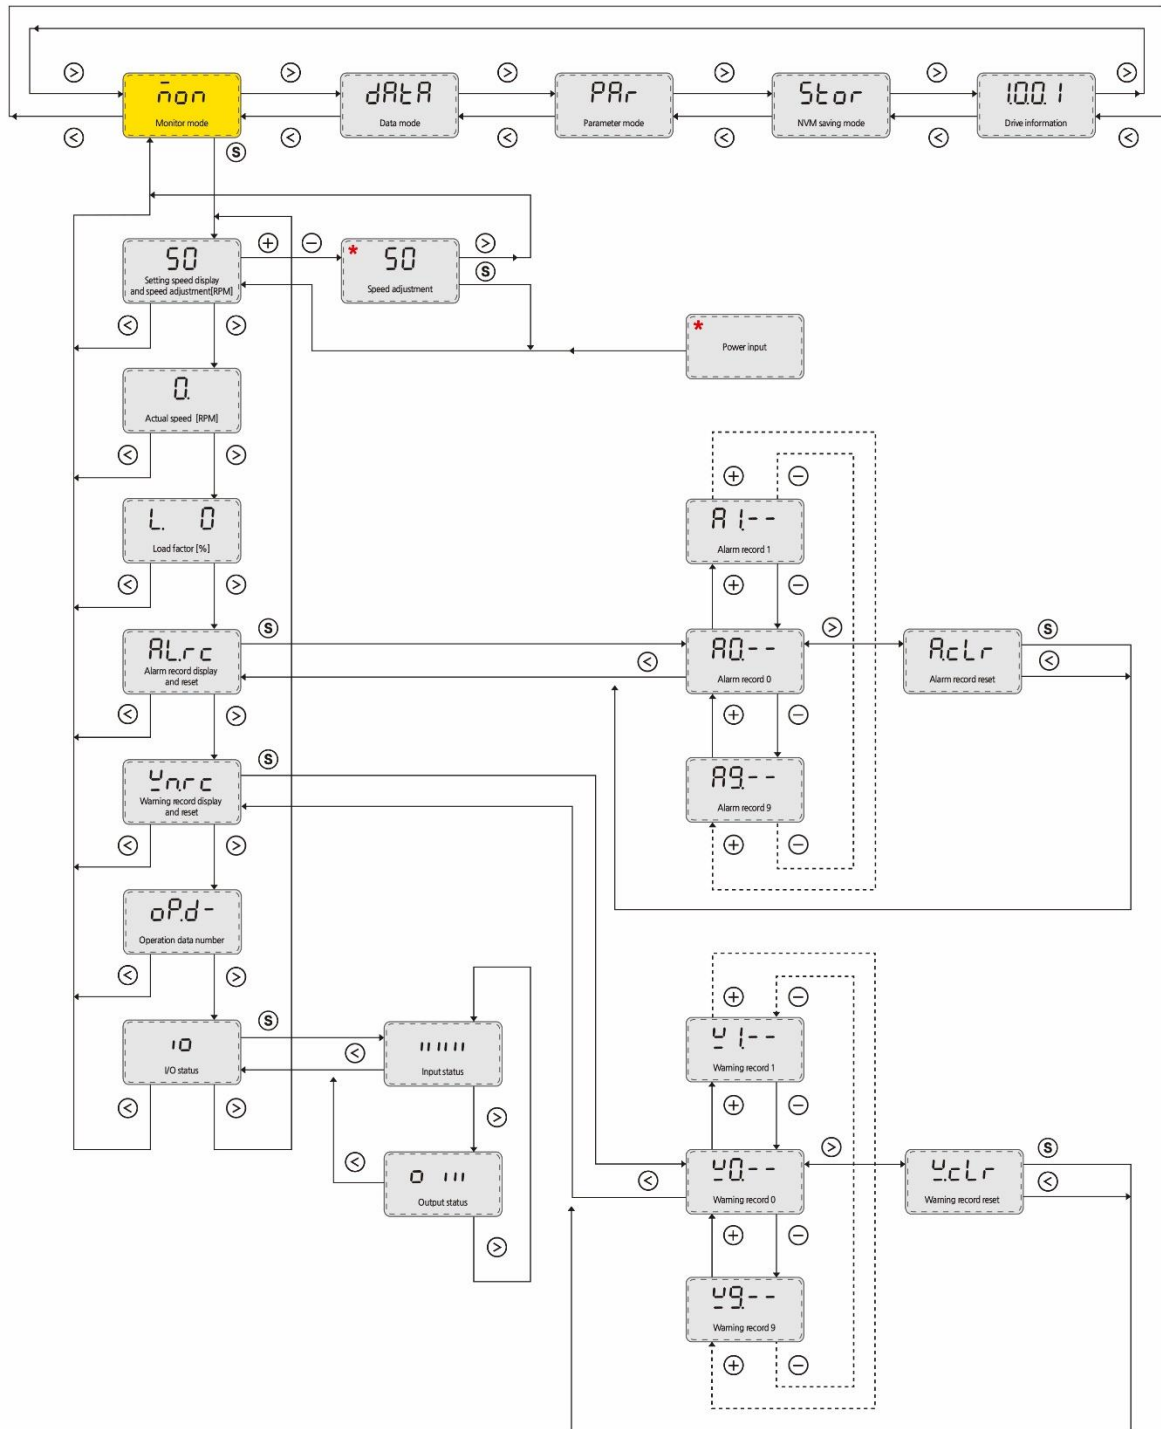 > > > > > >
n̄on dAtA PAr Stor 1.0.0.1
Monitor mode Data mode Parameter mode NVM saving mode Drive information
< < < < < <
S
+ −
50 * 50 >
Setting speed display
and speed adjustment[RPM]
Speed adjustment
S
< >
*
Power input
0.
Actual speed [RPM]
< >
+ −
L. 0
Load factor [%]
A1.--
Alarm record 1
< >
+ −
S
AL.rc
Alarm record display
and reset
<
A0.--
Alarm record 0
>
A.cLr
Alarm record reset
S
<
< >
+ −
S
Wn.rc
Warning record display
and reset
A9.--
Alarm record 9
< >
+ −
oP.d-
Operation data number
< >
+ −
S
io
I/O status
<
Input status
W1.--
Warning record 1
< >
>
+ −
<
Output status
<
W0.--
Warning record 0
>
W.cLr
Warning record reset
S
<
>
+ −
W9.--
Warning record 9
+ −